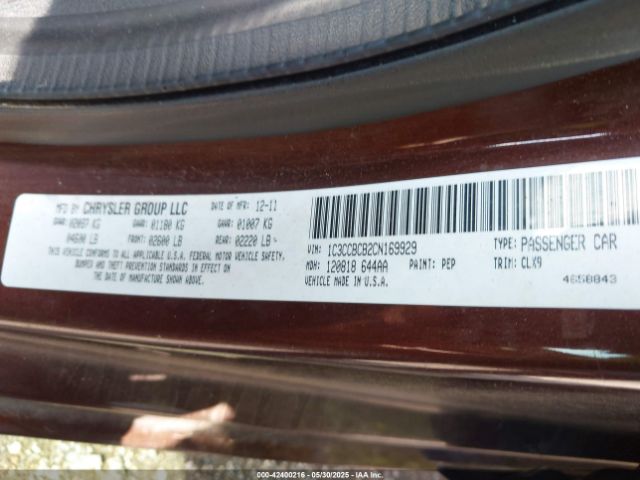 MFD BY CHRYSLER GROUP LLC DATE OF MFR 12-11
GVWR 02087 KG GAWR 01180 KG GAWR 01007 KG
04600 LB FRONT: 02600 LB REAR: 02220 LB
THIS VEHICLE CONFORMS TO ALL APPLICABLE U.S.A. FEDERAL MOTOR VEHICLE SAFETY,
BUMPER AND THEFT PREVENTION STANDARDS IN EFFECT ON
THE DATE OF MANUFACTURE SHOWN ABOVE.
VIN: 1C3CCBCB2CN169929 TYPE: PASSENGER CAR
MDH: 120818 644AA PAINT: PEP TRIM: CLX9
VEHICLE MADE IN U.S.A. 4658843
000-42400216 - 05/30/2025 - IAAI.COM